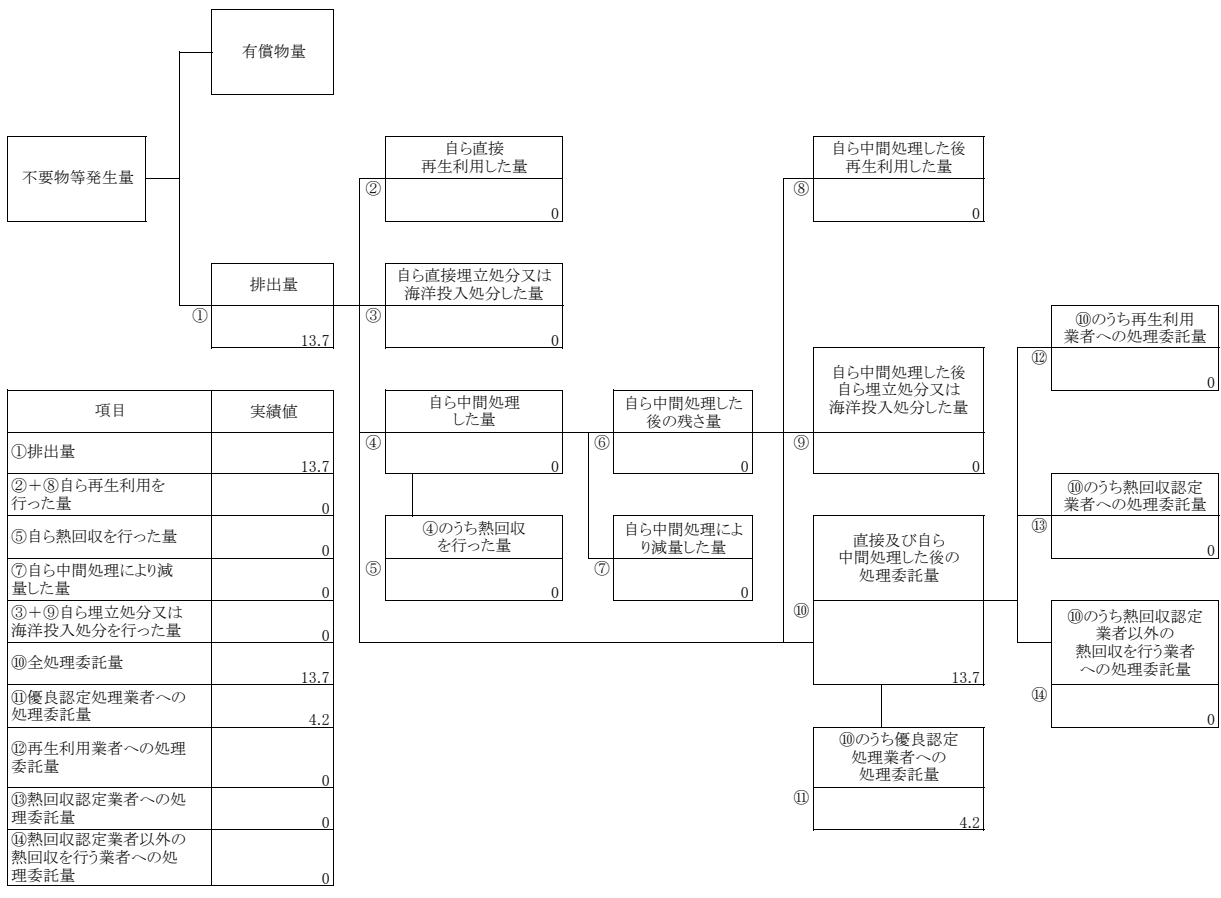 有償物量
不要物等発生量
排出量
①
13.7
自ら直接
再生利用した量
②
0
自ら直接埋立処分又は
海洋投入処分した量
③
0
自ら中間処理
した量
④
0
④のうち熱回収
を行った量
⑤
0
自ら中間処理した
後の残さ量
⑥
0
自ら中間処理によ
り減量した量
⑦
0
自ら中間処理した後
再生利用した量
⑧
0
自ら中間処理した後
自ら埋立処分又は
海洋投入処分した量
⑨
0
直接及び自ら
中間処理した後の
処理委託量
⑩
13.7
⑩のうち優良認定
処理業者への
処理委託量
⑪
4.2
⑩のうち再生利用
業者への処理委託量
⑫
0
⑩のうち熱回収認定
業者への処理委託量
⑬
0
⑩のうち熱回収認定
業者以外の
熱回収を行う業者
への処理委託量
⑭
0
項目 実績値
①排出量
13.7
②＋⑧自ら再生利用を
行った量
0
⑤自ら熱回収を行った量
0
⑦自ら中間処理により減
量した量
0
③＋⑨自ら埋立処分又は
海洋投入処分を行った量
0
⑩全処理委託量
13.7
⑪優良認定処理業者への
処理委託量
4.2
⑫再生利用業者への処理
委託量
0
⑬熱回収認定業者への処
理委託量
0
⑭熱回収認定業者以外の
熱回収を行う業者への処
理委託量
0